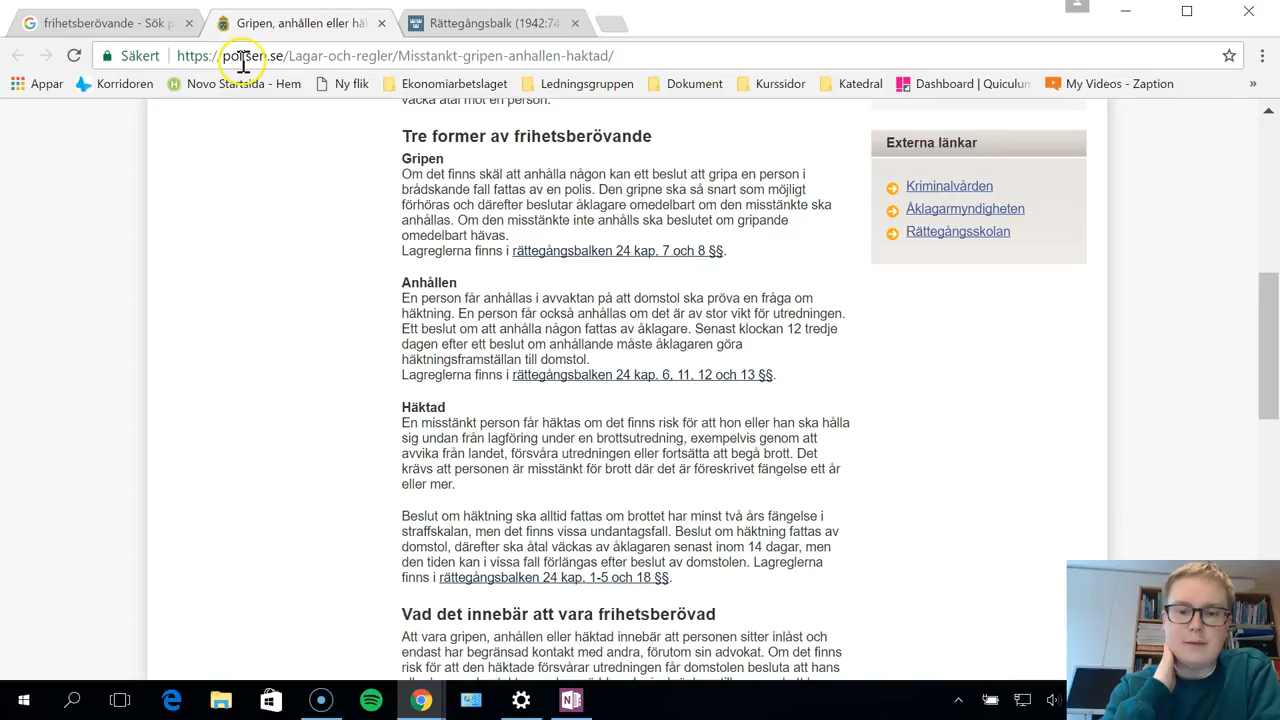 frihetsberövande - Sök p
Gripen, anhållen eller hä
Rättegångsbalk (1942:74
Säkert
https://polisen.se/Lagar-och-regler/Misstankt-gripen-anhallen-haktad/
Appar
Korridoren
Novo Startsida - Hem
Ny flik
Ekonomiarbetslaget
Ledningsgruppen
Dokument
Kurssidor
Katedral
Dashboard | Quiculum
My Videos - Zaption
»
väcka åtal mot en person.
Tre former av frihetsberövande
Gripen
Om det finns skäl att anhålla någon kan ett beslut att gripa en person i
brådskande fall fattas av en polis. Den gripne ska så snart som möjligt
förhöras och därefter beslutar åklagare omedelbart om den misstänkte ska
anhållas. Om den misstänkte inte anhålls ska beslutet om gripande
omedelbart hävas.
Lagreglerna finns i rättegångsbalken 24 kap. 7 och 8 §§.
Anhållen
En person får anhållas i avvaktan på att domstol ska pröva en fråga om
häktning. En person får också anhållas om det är av stor vikt för utredningen.
Ett beslut om att anhålla någon fattas av åklagare. Senast klockan 12 tredje
dagen efter ett beslut om anhållande måste åklagaren göra
häktningsframställan till domstol.
Lagreglerna finns i rättegångsbalken 24 kap. 6, 11, 12 och 13 §§.
Häktad
En misstänkt person får häktas om det finns risk för att hon eller han ska hålla
sig undan från lagföring under en brottsutredning, exempelvis genom att
avvika från landet, försvåra utredningen eller fortsätta att begå brott. Det
krävs att personen är misstänkt för brott där det är föreskrivet fängelse ett år
eller mer.
Beslut om häktning ska alltid fattas om brottet har minst två års fängelse i
straffskalan, men det finns vissa undantagsfall. Beslut om häktning fattas av
domstol, därefter ska åtal väckas av åklagaren senast inom 14 dagar, men
den tiden kan i vissa fall förlängas efter beslut av domstolen. Lagreglerna
finns i rättegångsbalken 24 kap. 1-5 och 18 §§.
Vad det innebär att vara frihetsberövad
Att vara gripen, anhållen eller häktad innebär att personen sitter inlåst och
endast har begränsad kontakt med andra, förutom sin advokat. Om det finns
risk för att den häktade försvårar utredningen får domstolen besluta att hans
Externa länkar
Kriminalvården
Åklagarmyndigheten
Rättegångsskolan